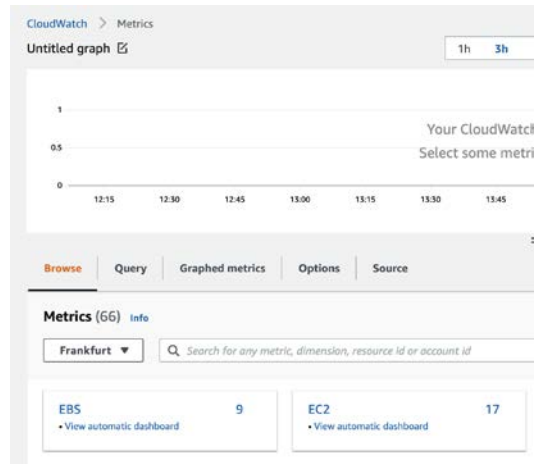 CloudWatch > Metrics
Untitled graph
1h 3h
1
Your CloudWatch
0.5
Select some metri
0
12:15 12:30 12:45 13:00 13:15 13:30 13:45
Browse Query Graphed metrics Options Source
Metrics (66) Info
Frankfurt ▼ Search for any metric, dimension, resource id or account id
EBS 9 EC2 17
• View automatic dashboard • View automatic dashboard